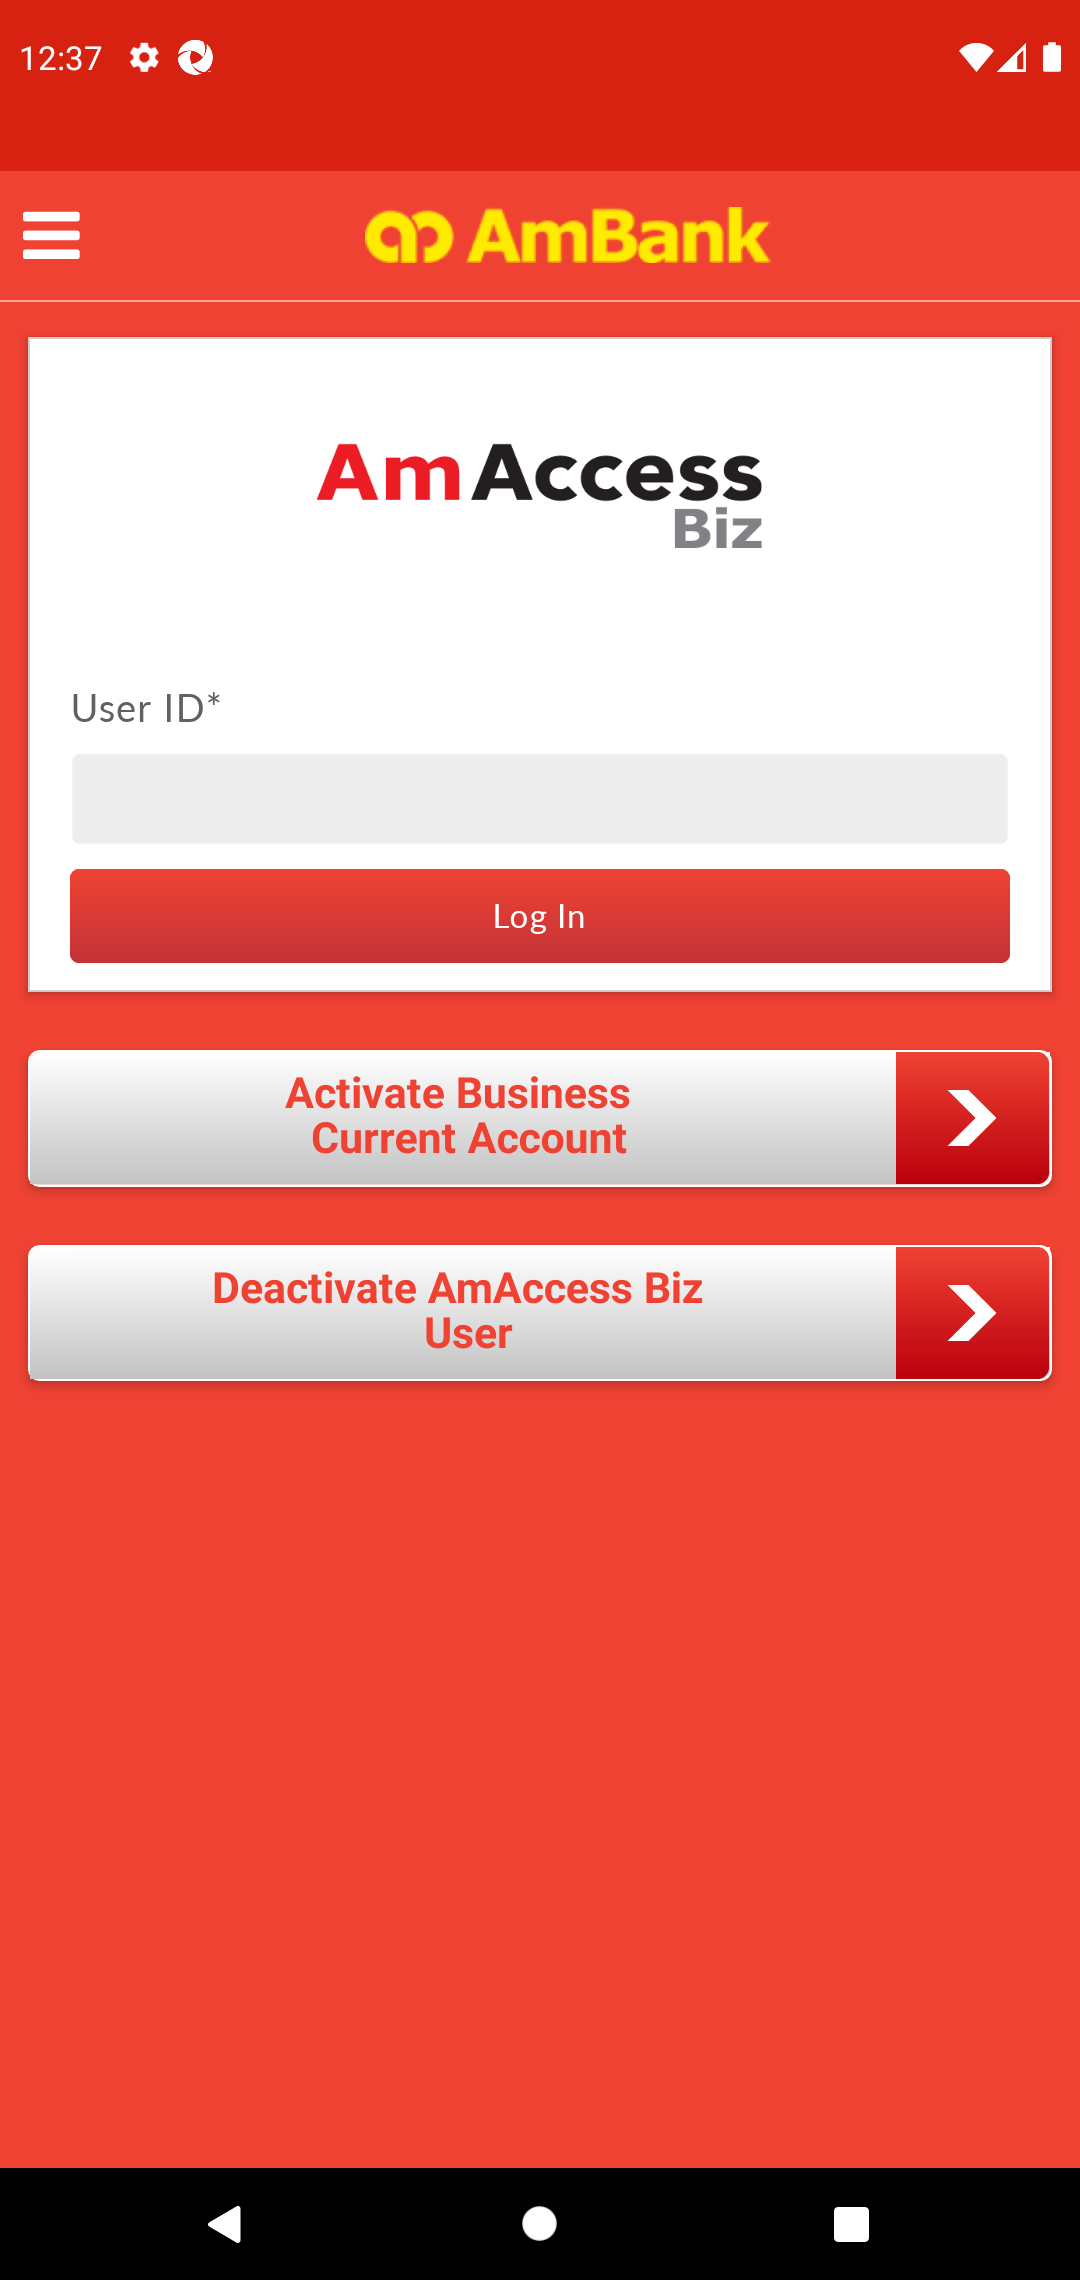 12:37
AmBank
AmAccess
Biz
User ID*
Log In
Activate Business
Current Account
Deactivate AmAccess Biz
User